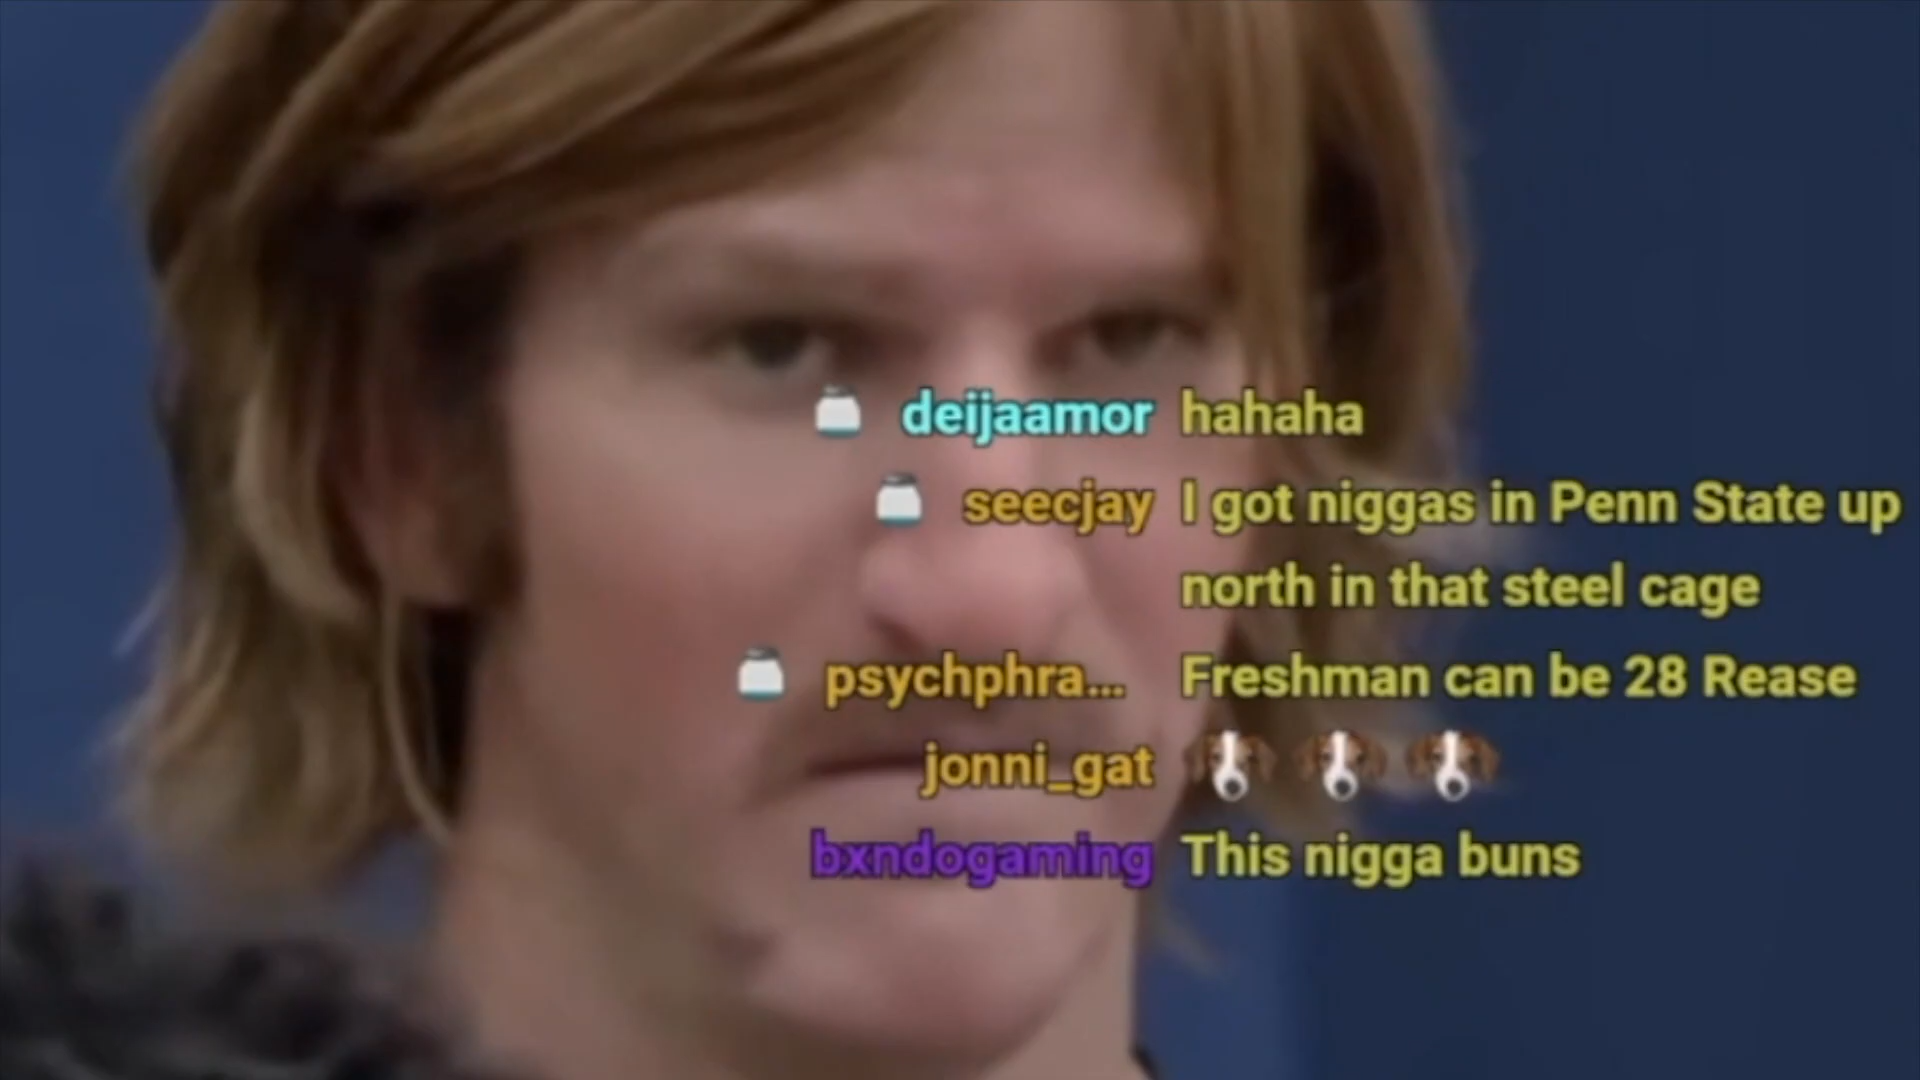 deijaamor hahaha
seecjay I got niggas in Penn State up
north in that steel cage
psychphra... Freshman can be 28 Rease
jonni_gat
bxndogaming This nigga buns